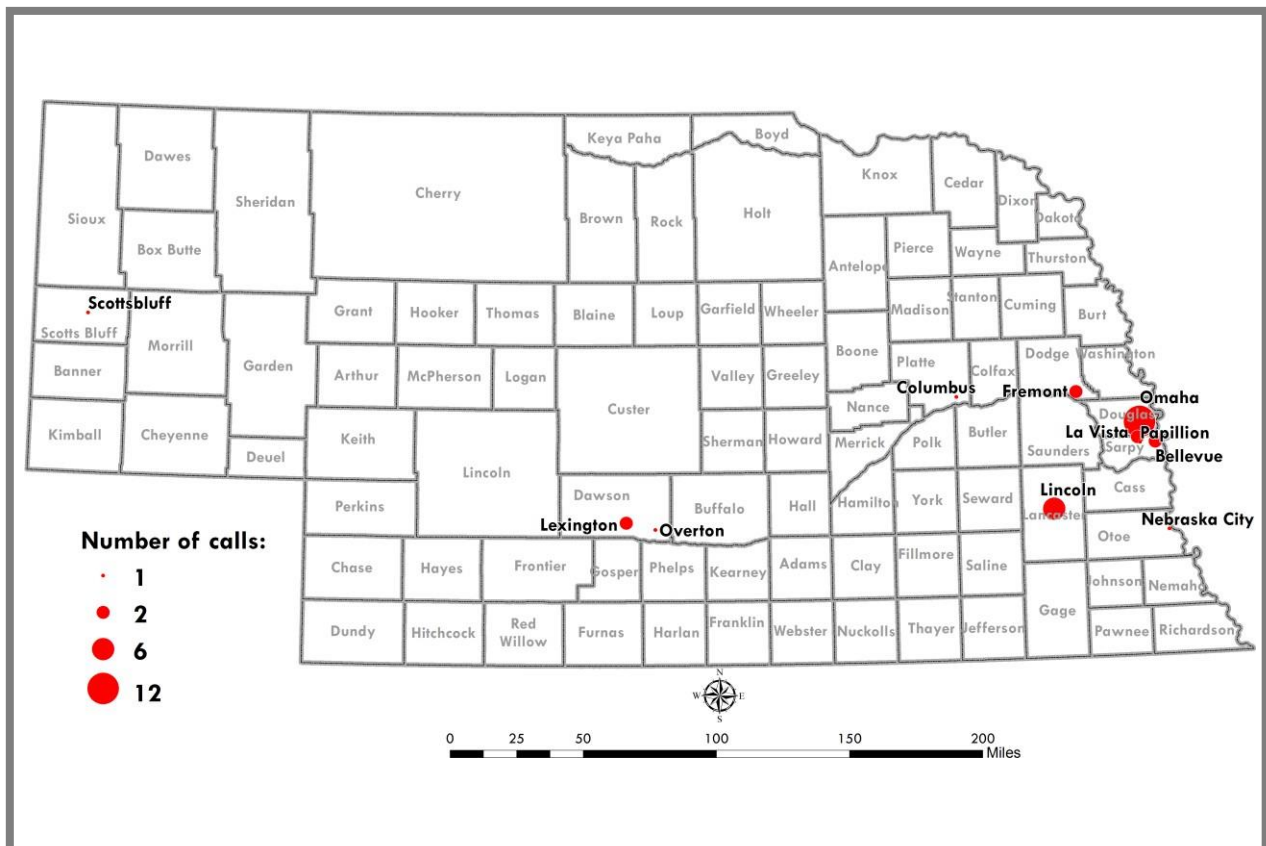 Keya Paha
Boyd
Dawes
Knox
Cedar
Cherry
Sheridan
Dixon
Sioux
Brown
Rock
Holt
Dakota
Box Butte
Pierce
Wayne
Thurston
Antelope
Scottsbluff
Stanton
Cuming
Grant
Hooker
Thomas
Blaine
Loup
Garfield
Wheeler
Madison
Burt
Scotts Bluff
Morrill
Boone
Dodge
Washington
Banner
Garden
Platte
Colfax
Arthur
McPherson
Logan
Valley
Greeley
Columbus
Fremont
Omaha
Custer
Nance
Douglas
Kimball
Cheyenne
Keith
Sherman
Howard
Merrick
Polk
Butler
La Vista
Papillion
Saunders
Sarpy
Bellevue
Deuel
Lincoln
Perkins
Dawson
Buffalo
Hall
Hamilton
York
Seward
Lincoln
Cass
Lancaster
Lexington
Overton
Nebraska City
Otoe
Number of calls:
1
2
6
12
Chase
Hayes
Frontier
Gosper
Phelps
Kearney
Adams
Clay
Fillmore
Saline
Johnson
Nemaha
Gage
Dundy
Hitchcock
Red
Willow
Furnas
Harlan
Franklin
Webster
Nuckolls
Thayer
Jefferson
Pawnee
Richardson
N
W
E
S
0 25 50 100 150 200
Miles